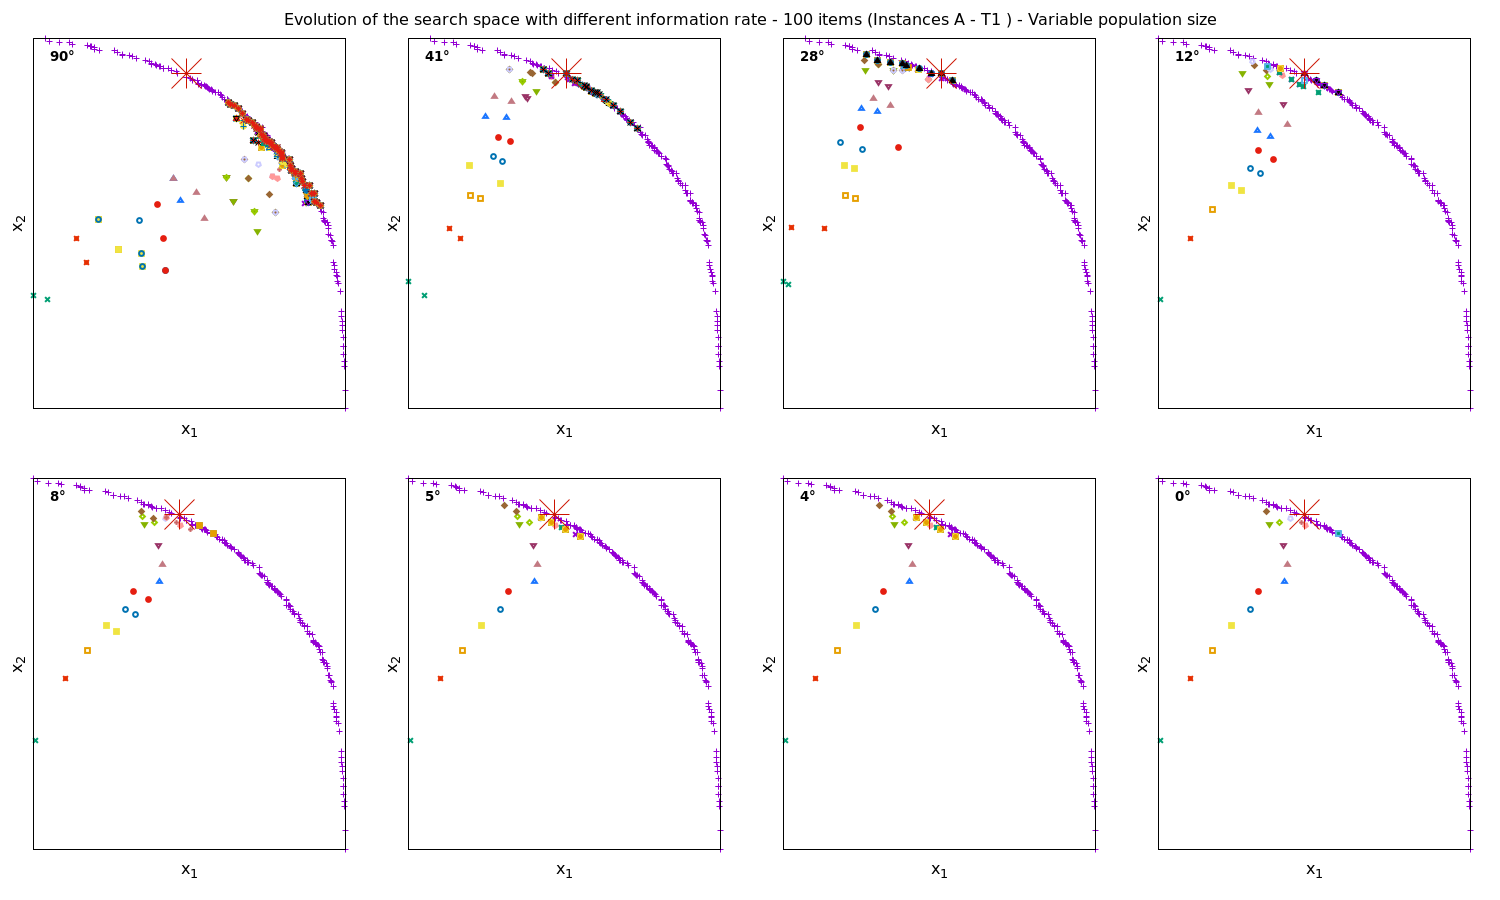 Evolution of the search space with different information rate - 100 items (Instances A - T1 ) - Variable population size
90°
41°
28°
12°
x2
x2
x2
x2
x1
x1
x1
x1
8°
5°
4°
0°
x2
x2
x2
x2
x1
x1
x1
x1